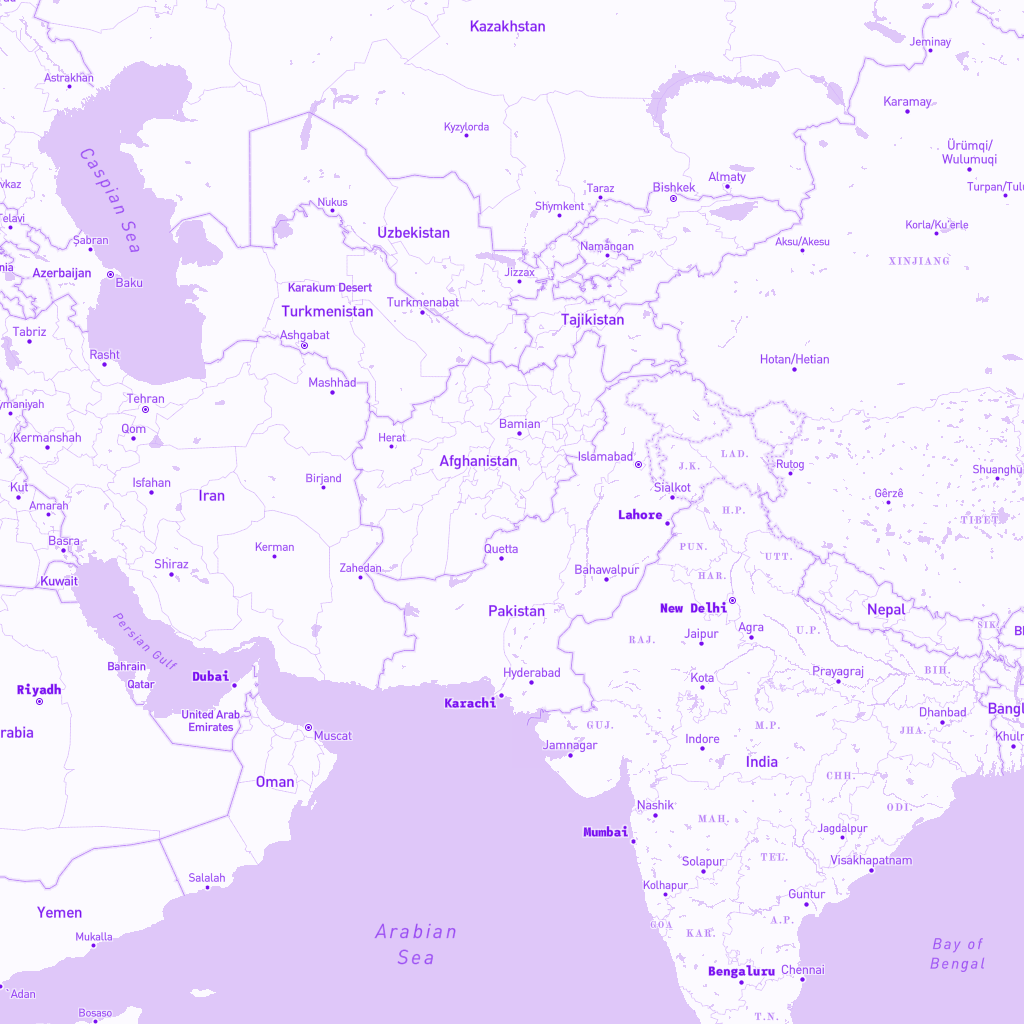 Kazakhstan
Jeminay
Astrakhan
Karamay
Kyzylorda
Ürümqi/
Wulumuqi
Caspian Sea
Almaty
Bishkek
Taraz
Turpan/Tulu
vkaz
Nukus
Shymkent
Telavi
Korla/Ku'erle
Uzbekistan
Şabran
Namangan
Aksu/Akesu
XINJIANG
nia
Azerbaijan
Baku
Jizzax
Karakum Desert
Turkmenistan
Turkmenabat
Tajikistan
Tabriz
Ashgabat
Rasht
Hotan/Hetian
Mashhad
Tehran
ymaniyah
Qom
Kermanshah
Herat
Bamian
Islamabad
LAD.
J.K.
Afghanistan
Rutog
Shuanghu
Kut
Isfahan
Iran
Birjand
Sialkot
Gêrzê
Amarah
Lahore
H.P.
TIBET
Basra
Kerman
Quetta
PUN.
UTT.
Shiraz
Zahedan
Bahawalpur
HAR.
Kuwait
Pakistan
New Delhi
Nepal
Persian Gulf
RAJ.
Jaipur
Agra
U.P.
SIK.
Bh
Bahrain
Qatar
Dubai
Hyderabad
Kota
Prayagraj
BIH.
Riyadh
Karachi
United Arab
Emirates
Bangl
Dhanbad
rabia
Muscat
GUJ.
M.P.
JHA.
Jamnagar
Indore
Khuln
India
Oman
CHH.
Nashik
ODI.
MAH.
Mumbai
Jagdalpur
Solapur
TEL.
Visakhapatnam
Salalah
Kolhapur
Guntur
Yemen
GOA
A.P.
Mukalla
Arabian
Sea
KAR.
Bay of
Bengal
Bengaluru
Chennai
Adan
Bosaso
T.N.